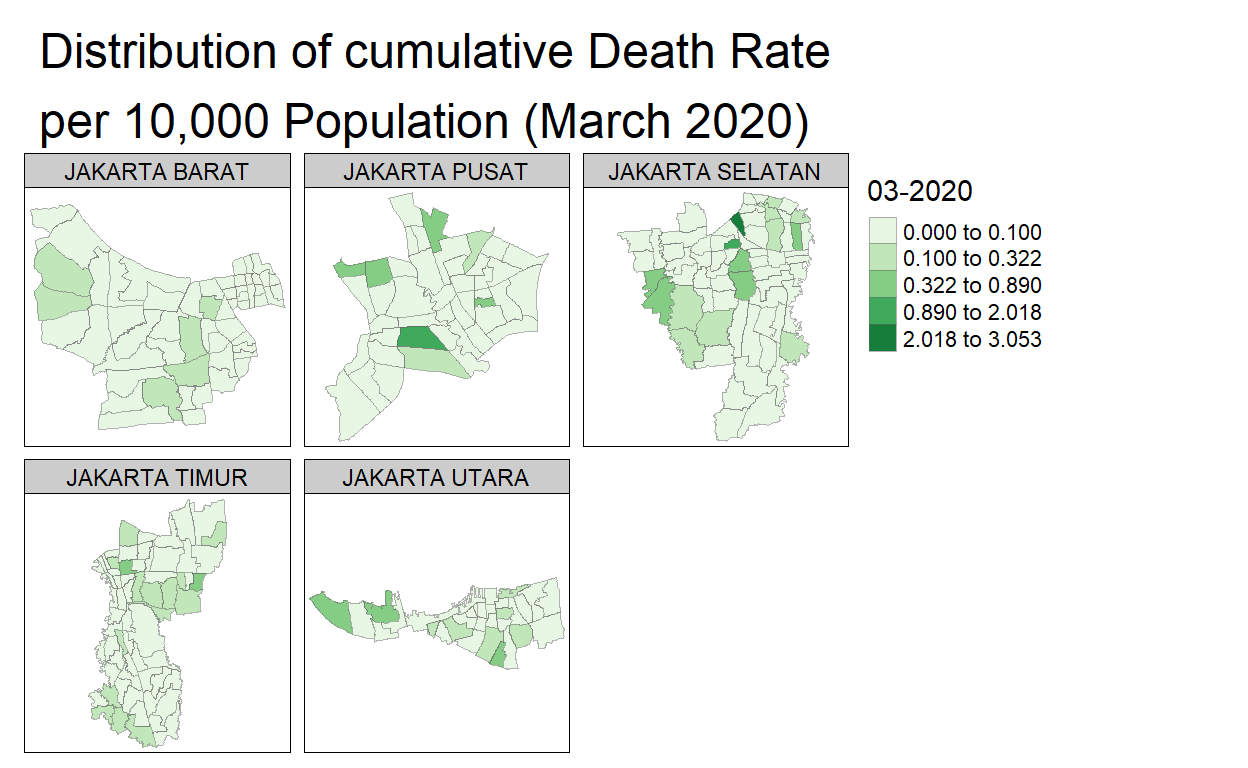 Distribution of cumulative Death Rate
per 10,000 Population (March 2020)
JAKARTA BARAT
JAKARTA PUSAT
JAKARTA SELATAN
03-2020
0.000 to 0.100
0.100 to 0.322
0.322 to 0.890
0.890 to 2.018
2.018 to 3.053
JAKARTA TIMUR
JAKARTA UTARA